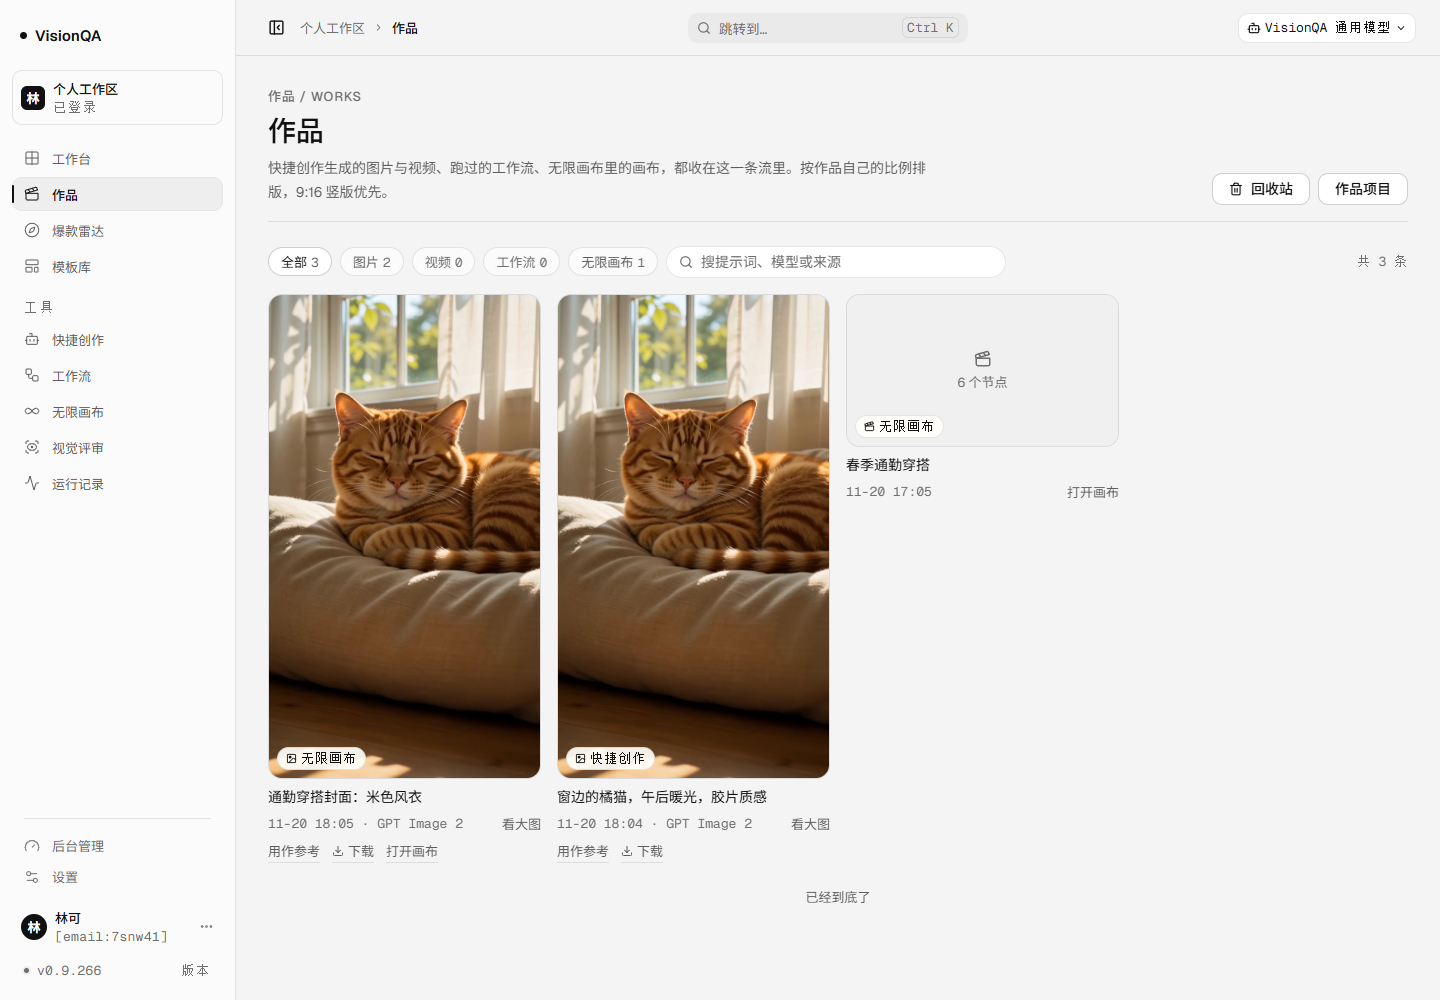 VisionQA
林
个人工作区
已登录
工作台
作品
爆款雷达
模板库
工具
快捷创作
工作流
无限画布
视觉评审
运行记录
后台管理
设置
林 林可
[email:7snw41]
v0.9.266 版本
个人工作区 › 作品
跳转到… Ctrl K
VisionQA 通用模型
作品 / WORKS
作品
快捷创作生成的图片与视频、跑过的工作流、无限画布里的画布，都收在这一条流里。按作品自己的比例排
版，9:16 竖版优先。
回收站 作品项目
全部 3 图片 2 视频 0 工作流 0 无限画布 1 搜提示词、模型或来源 共 3 条
无限画布
通勤穿搭封面：米色风衣
11-20 18:05 · GPT Image 2 看大图
用作参考 下载 打开画布
快捷创作
窗边的橘猫，午后暖光，胶片质感
11-20 18:04 · GPT Image 2 看大图
用作参考 下载
6 个节点
无限画布
春季通勤穿搭
11-20 17:05 打开画布
已经到底了